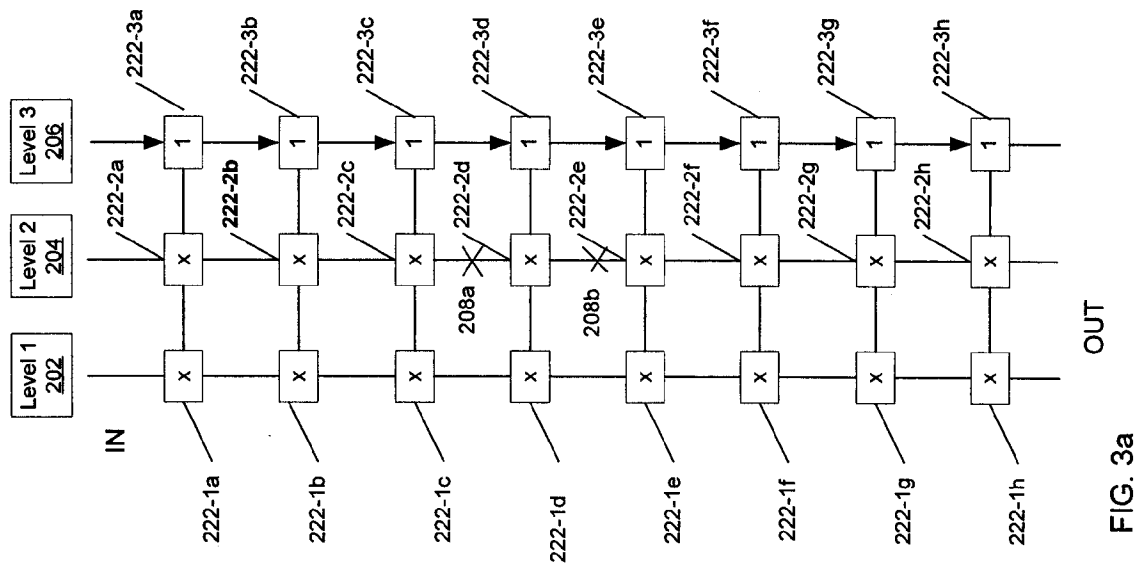 Level 1
202
Level 2
204
Level 3
206
IN
222-1a
X
222-2a
X
222-3a
1
222-1b
X
222-2b
X
222-3b
1
222-1c
X
222-2c
X
222-3c
1
208a
222-1d
X
222-2d
X
222-3d
1
208b
222-1e
X
222-2e
X
222-3e
1
222-1f
X
222-2f
X
222-3f
1
222-1g
X
222-2g
X
222-3g
1
222-1h
X
222-2h
X
222-3h
1
OUT
FIG. 3a